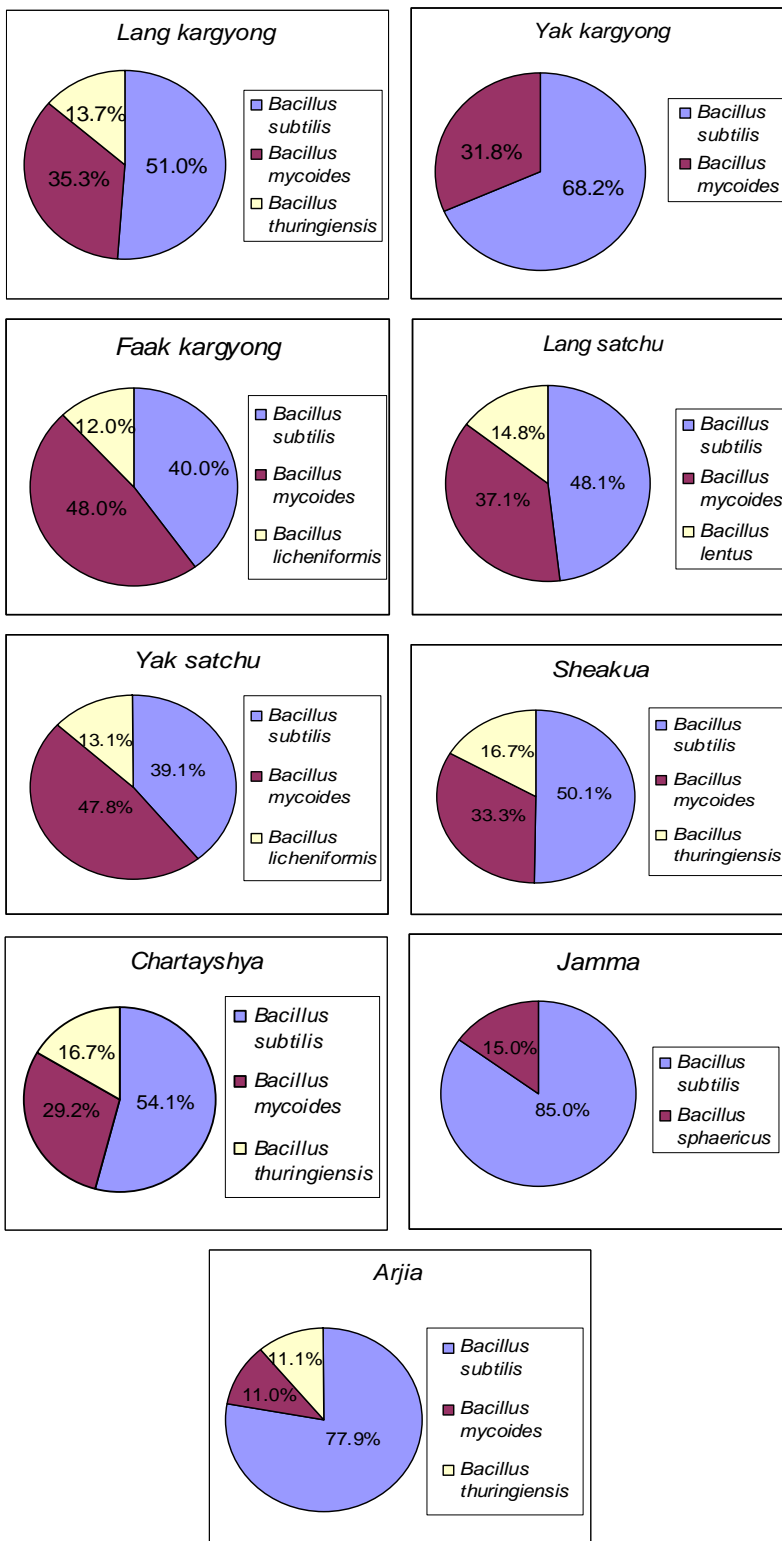 Lang kargyong
13.7%
35.3%
51.0%
Bacillus
subtilis
Bacillus
mycoides
Bacillus
thuringiensis
Yak kargyong
31.8%
68.2%
Bacillus
subtilis
Bacillus
mycoides
Faak kargyong
12.0%
40.0%
48.0%
Bacillus
subtilis
Bacillus
mycoides
Bacillus
licheniformis
Lang satchu
14.8%
48.1%
37.1%
Bacillus
subtilis
Bacillus
mycoides
Bacillus
lentus
Yak satchu
13.1%
39.1%
47.8%
Bacillus
subtilis
Bacillus
mycoides
Bacillus
licheniformis
Sheakua
16.7%
50.1%
33.3%
Bacillus
subtilis
Bacillus
mycoides
Bacillus
thuringiensis
Chartayshya
16.7%
29.2%
54.1%
Bacillus
subtilis
Bacillus
mycoides
Bacillus
thuringiensis
Jamma
15.0%
85.0%
Bacillus
subtilis
Bacillus
sphaericus
Arjia
11.1%
11.0%
77.9%
Bacillus
subtilis
Bacillus
mycoides
Bacillus
thuringiensis